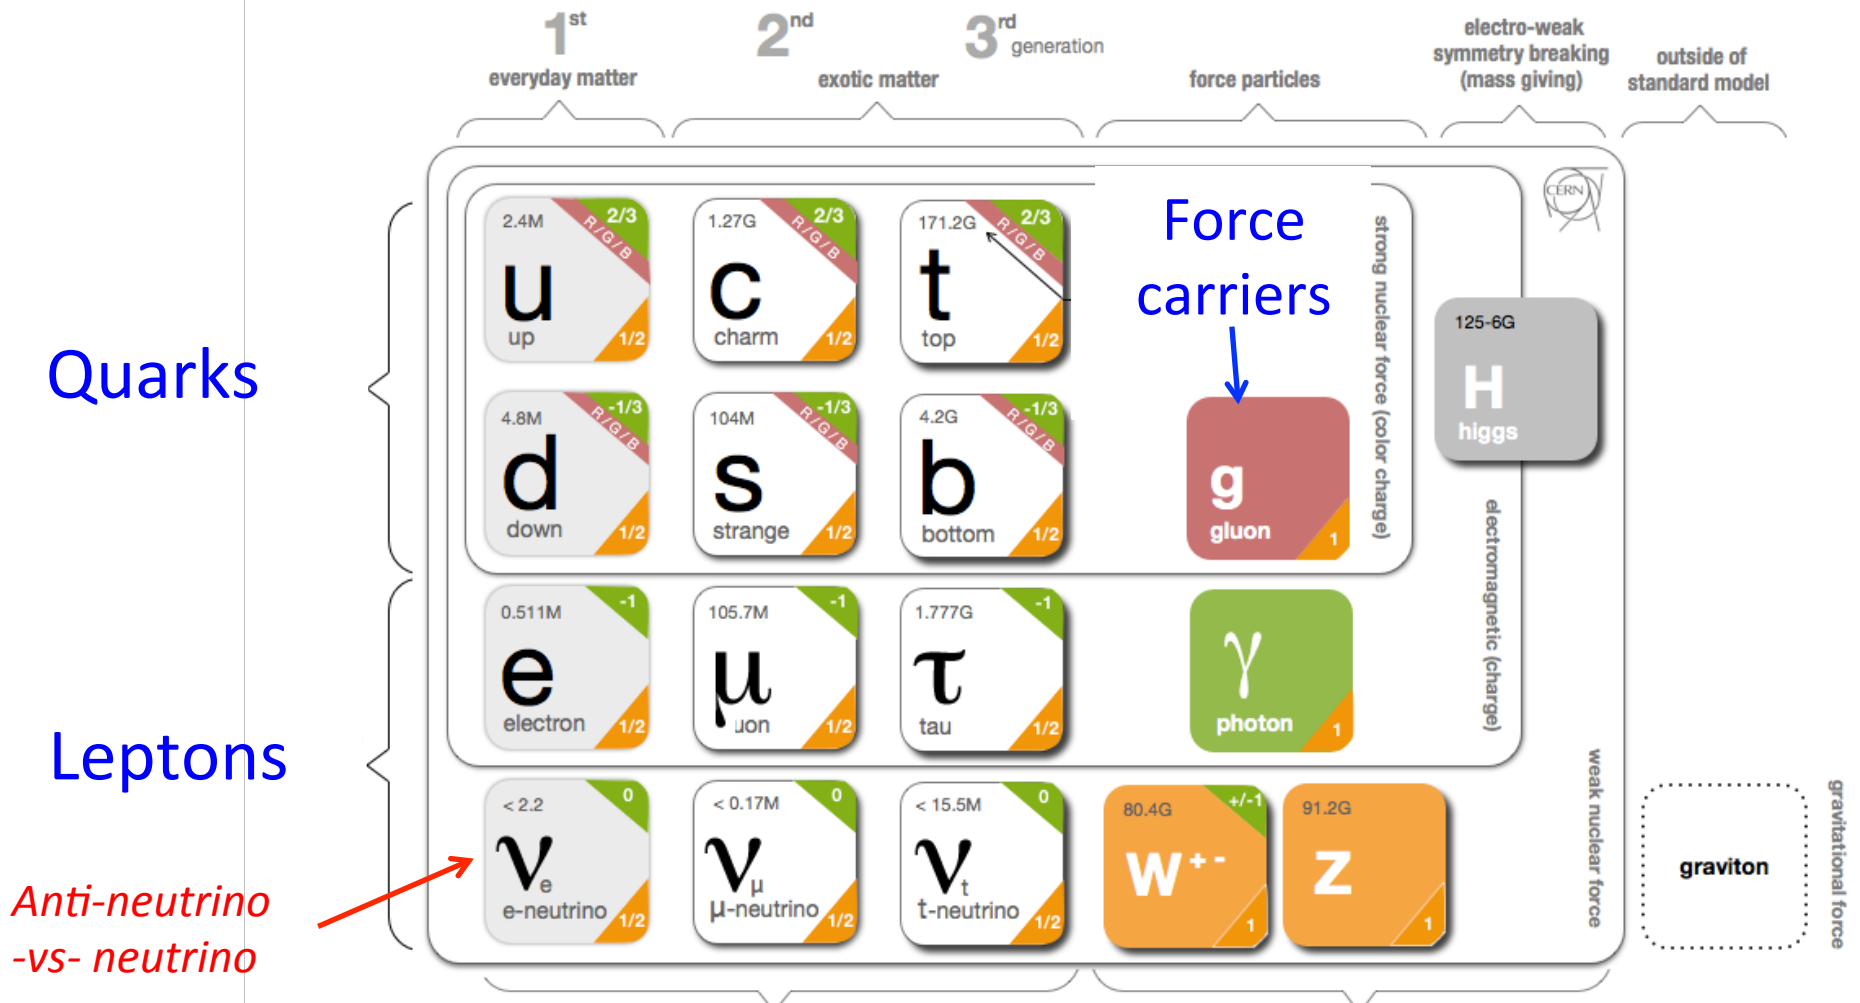 1st
2nd
3rd generation
everyday matter
exotic matter
force particles
electro-weak
symmetry breaking
(mass giving)
outside of
standard model
CERN
Quarks
2.4M
2/3
R/G/B
u
up
1/2
1.27G
2/3
R/G/B
c
charm
1/2
171.2G
2/3
R/G/B
t
top
1/2
Force
carriers
strong nuclear force (color charge)
125-6G
H
higgs
4.8M
-1/3
R/G/B
d
down
1/2
104M
-1/3
R/G/B
s
strange
1/2
4.2G
-1/3
R/G/B
b
bottom
1/2
g
gluon
1
electromagnetic (charge)
Leptons
0.511M
-1
e
electron
1/2
105.7M
-1
μ
uon
1/2
1.777G
-1
τ
tau
1/2
γ
photon
1
weak nuclear force
Anti-neutrino
-vs- neutrino
< 2.2
0
νe
e-neutrino
1/2
< 0.17M
0
νμ
μ-neutrino
1/2
< 15.5M
0
νt
t-neutrino
1/2
80.4G
+/-1
W+-
1
91.2G
Z
1
graviton
gravitational force